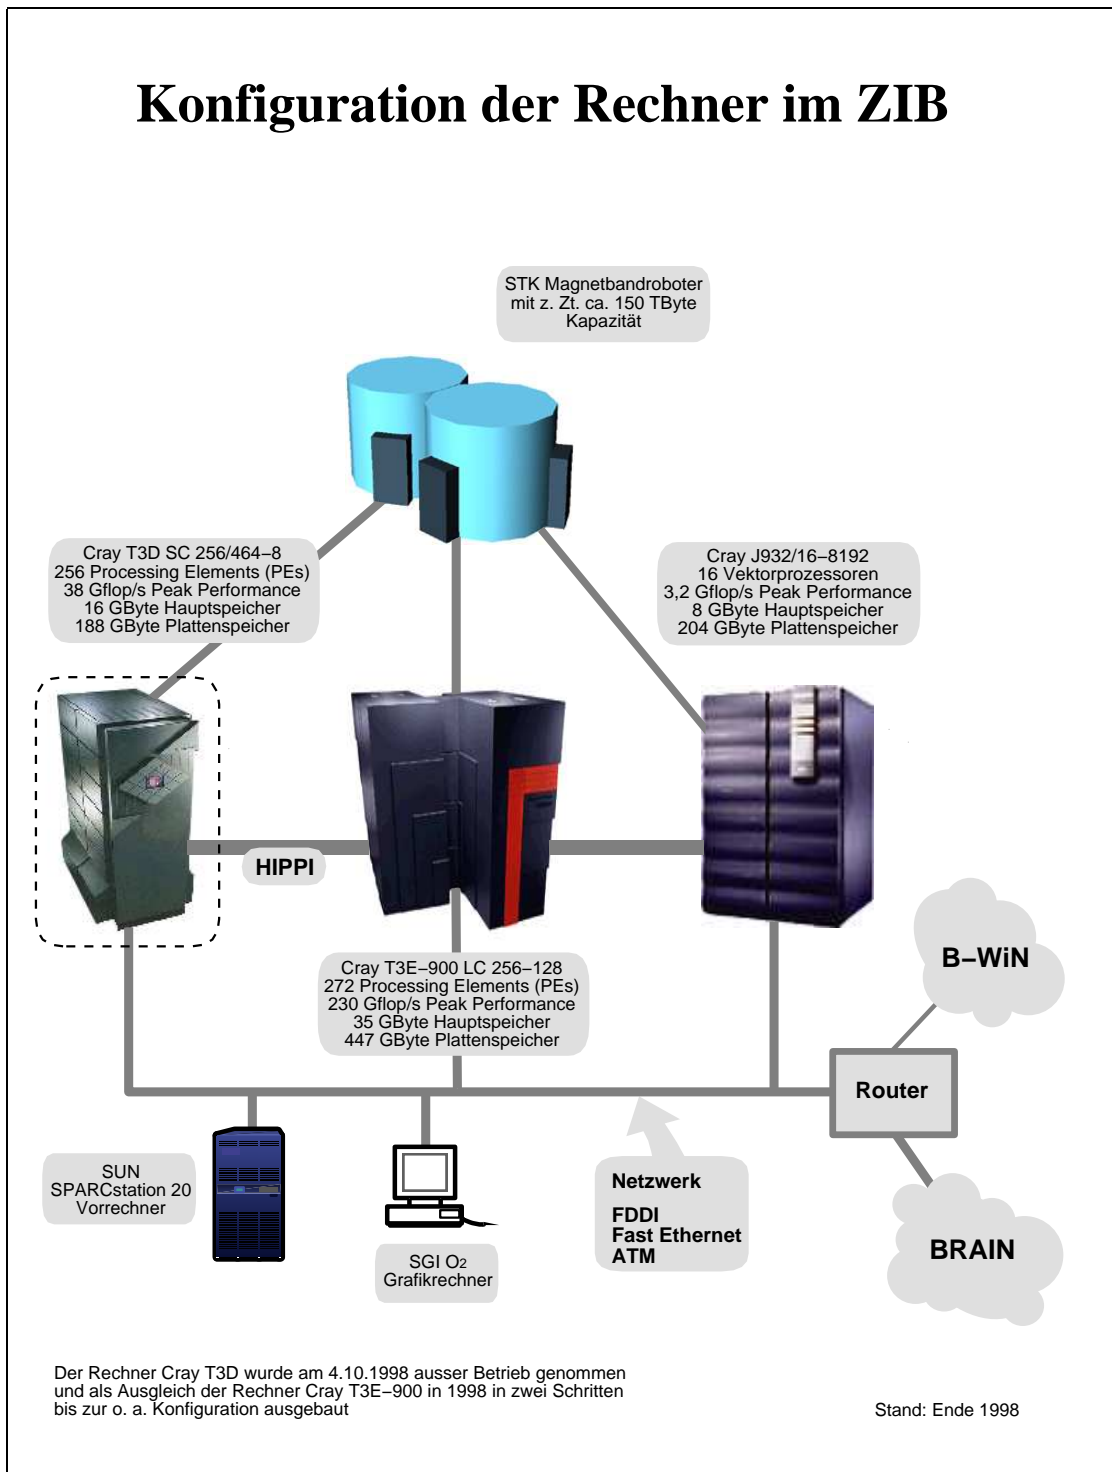 Konfiguration der Rechner im ZIB
STK Magnetbandroboter
mit z. Zt. ca. 150 TByte
Kapazität
Cray T3D SC 256/464−8
256 Processing Elements (PEs)
38 Gflop/s Peak Performance
16 GByte Hauptspeicher
188 GByte Plattenspeicher
Cray J932/16−8192
16 Vektorprozessoren
3,2 Gflop/s Peak Performance
8 GByte Hauptspeicher
204 GByte Plattenspeicher
HIPPI
Cray T3E−900 LC 256−128
272 Processing Elements (PEs)
230 Gflop/s Peak Performance
35 GByte Hauptspeicher
447 GByte Plattenspeicher
B−WiN
Router
SUN
SPARCstation 20
Vorrechner
SGI O2
Grafikrechner
Netzwerk
FDDI
Fast Ethernet
ATM
BRAIN
Der Rechner Cray T3D wurde am 4.10.1998 ausser Betrieb genommen
und als Ausgleich der Rechner Cray T3E−900 in 1998 in zwei Schritten
bis zur o. a. Konfiguration ausgebaut
Stand: Ende 1998